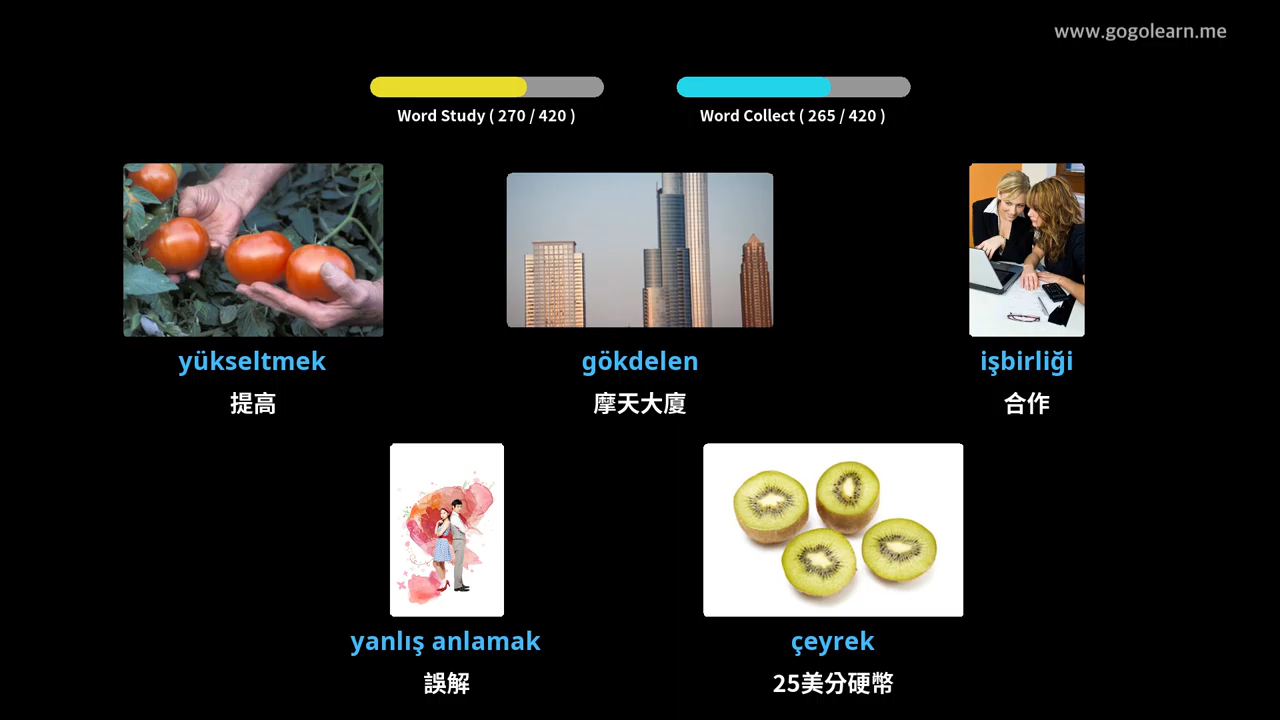 www.gogolearn.me
Word Study ( 270 / 420 )
Word Collect ( 265 / 420 )
yükseltmek
提高
gökdelen
摩天大廈
işbirliği
合作
yanlış anlamak
誤解
çeyrek
25美分硬幣